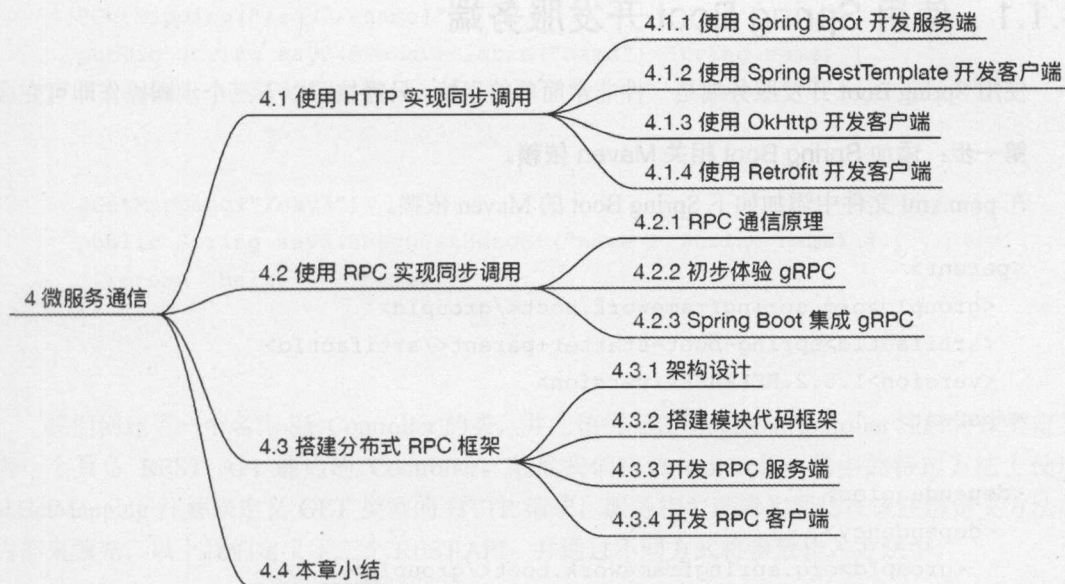 4 微服务通信
4.1 使用 HTTP 实现同步调用
4.1.1 使用 Spring Boot 开发服务端
4.1.2 使用 Spring RestTemplate 开发客户端
4.1.3 使用 OkHttp 开发客户端
4.1.4 使用 Retrofit 开发客户端
4.2 使用 RPC 实现同步调用
4.2.1 RPC 通信原理
4.2.2 初步体验 gRPC
4.2.3 Spring Boot 集成 gRPC
4.3 搭建分布式 RPC 框架
4.3.1 架构设计
4.3.2 搭建模块代码框架
4.3.3 开发 RPC 服务端
4.3.4 开发 RPC 客户端
4.4 本章小结